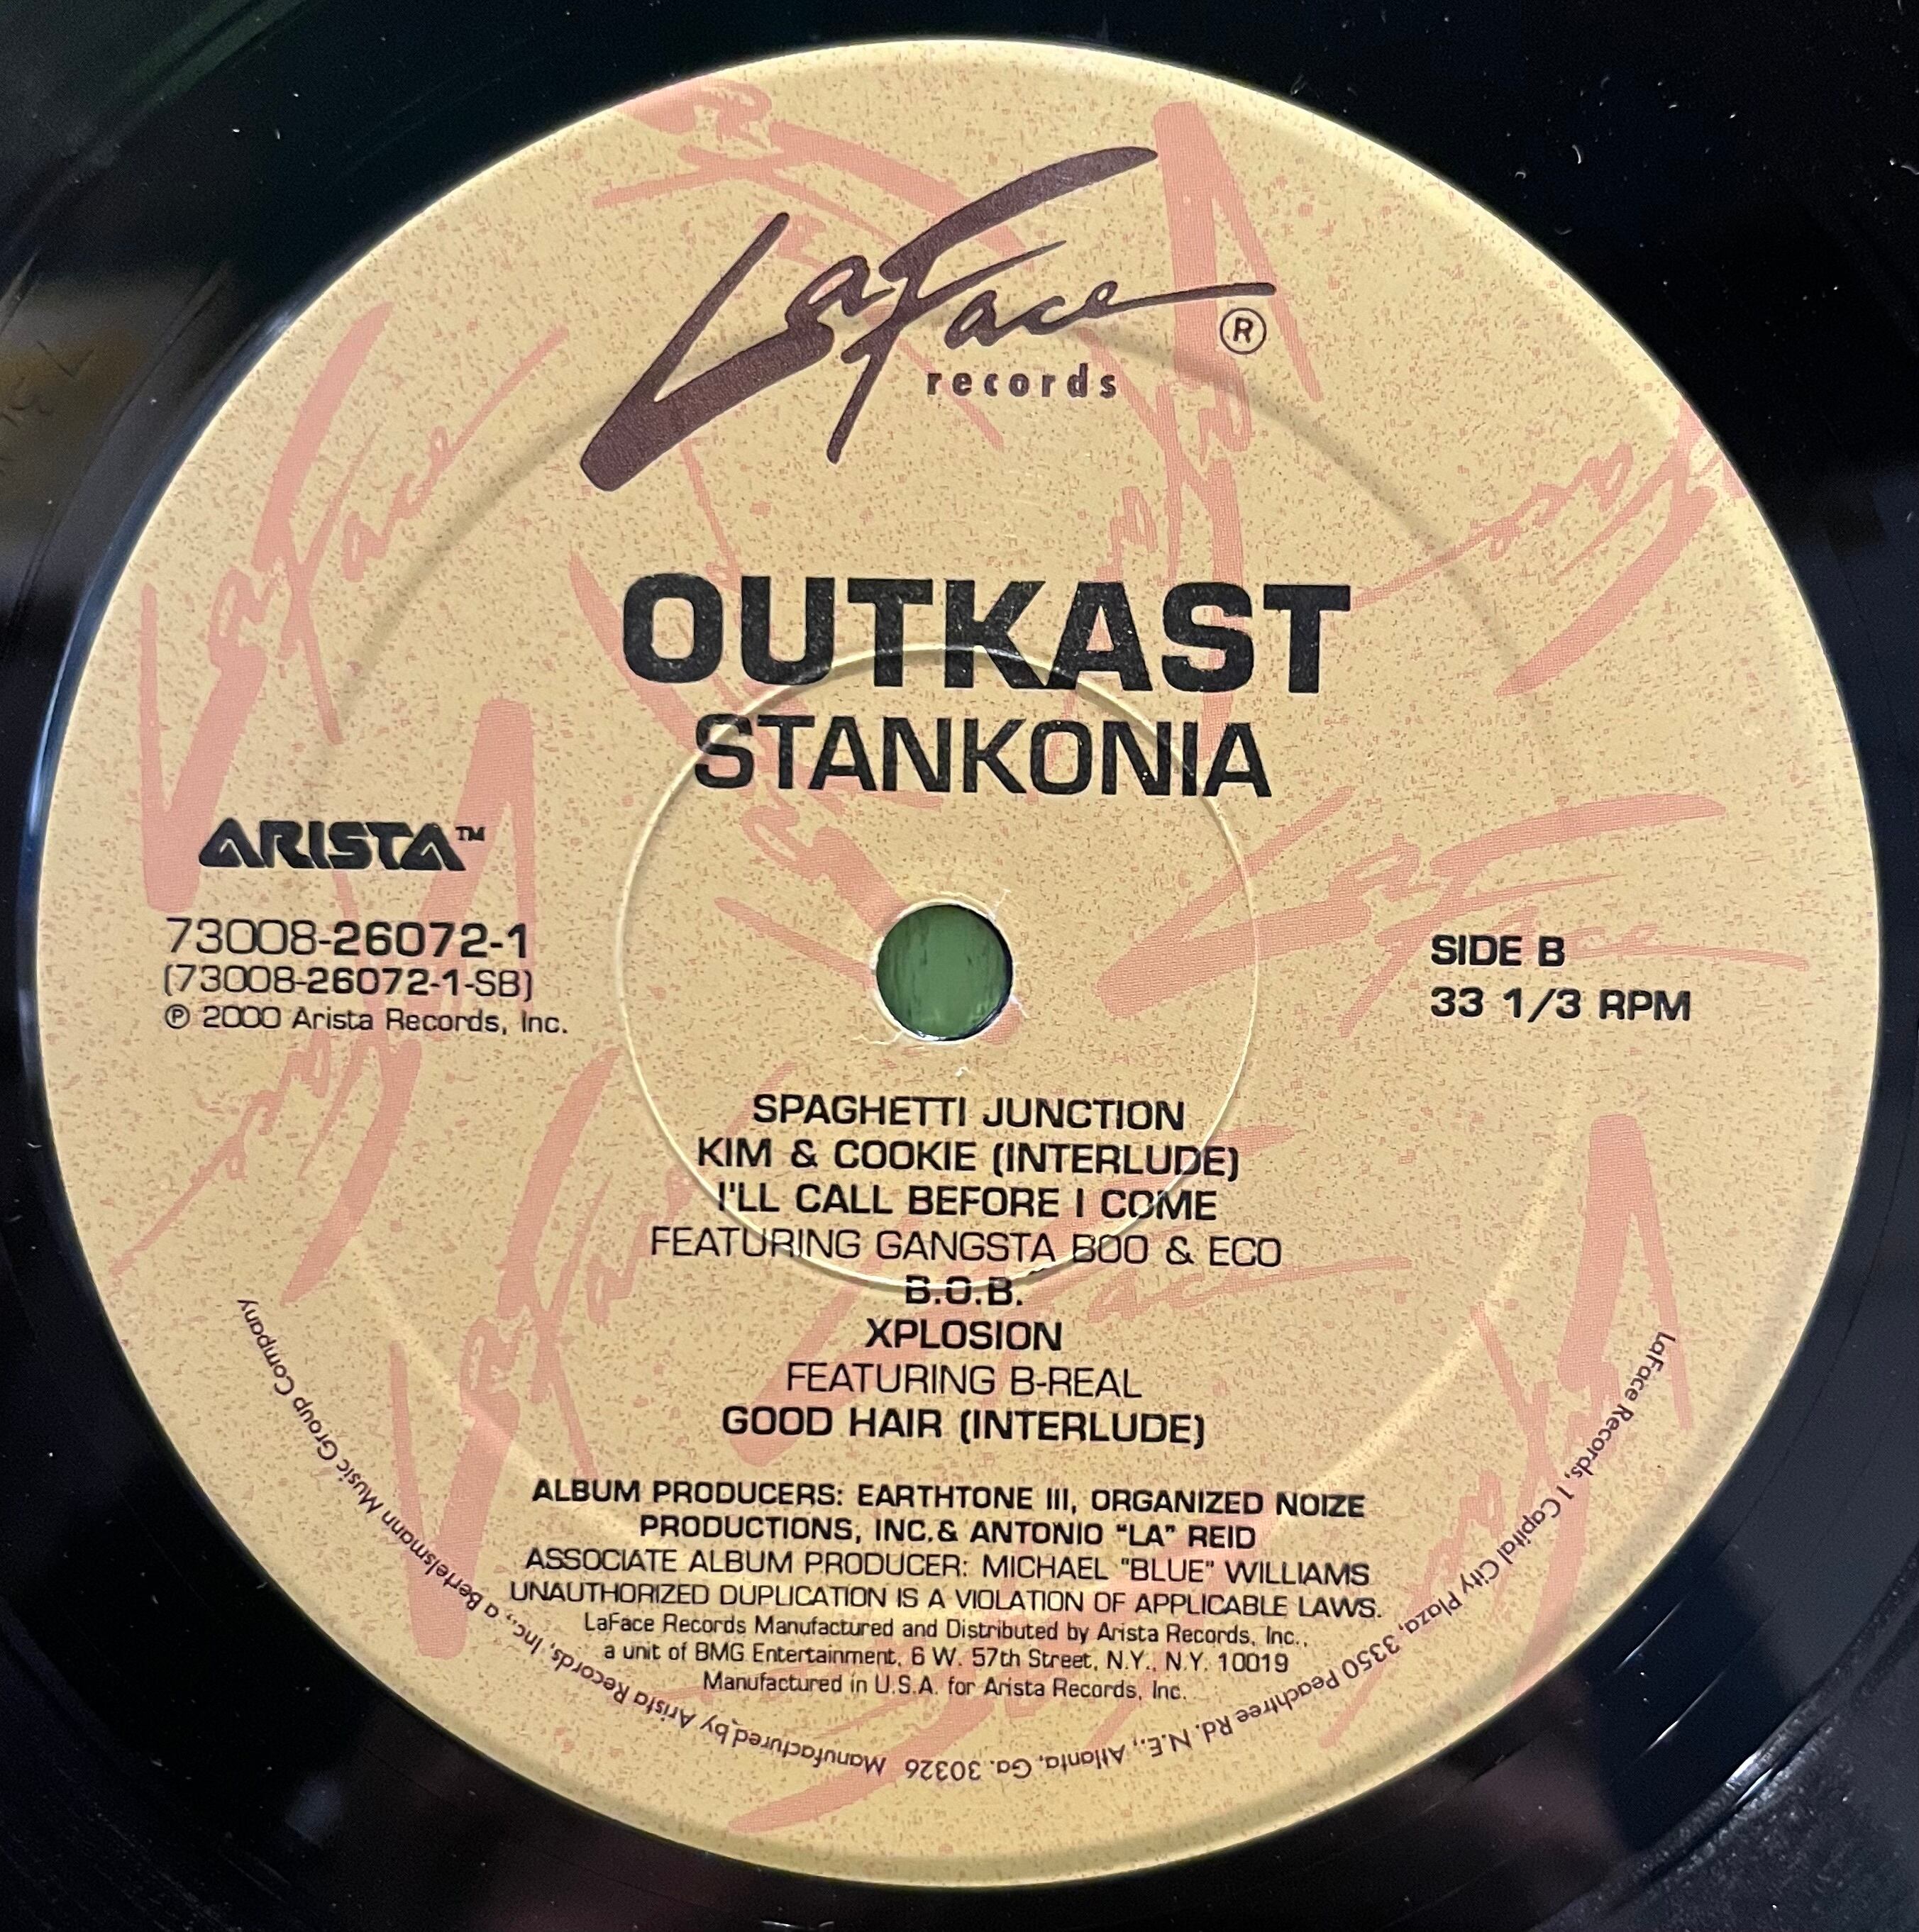 LaFace
records
®
OUTKAST
STANKONIA
ARISTA™
73008-26072-1
(73008-26072-1-SB)
℗ 2000 Arista Records, Inc.
SIDE B
33 1/3 RPM
SPAGHETTI JUNCTION
KIM & COOKIE (INTERLUDE)
I'LL CALL BEFORE I COME
FEATURING GANGSTA BOO & ECO
B.O.B.
XPLOSION
FEATURING B-REAL
GOOD HAIR (INTERLUDE)
ALBUM PRODUCERS: EARTHTONE III, ORGANIZED NOIZE
PRODUCTIONS, INC.& ANTONIO "LA" REID
ASSOCIATE ALBUM PRODUCER: MICHAEL "BLUE" WILLIAMS
UNAUTHORIZED DUPLICATION IS A VIOLATION OF APPLICABLE LAWS.
LaFace Records Manufactured and Distributed by Arista Records, Inc.,
a unit of BMG Entertainment, 6 W. 57th Street, N.Y., N.Y. 10019
Manufactured in U.S.A. for Arista Records, Inc.
LaFace Records, 1 Capital City Plaza, 3350 Peachtree Rd. N.E., Atlanta, Ga. 30326 Manufactured by Arista Records, Inc., a Bertelsmann Music Group Company